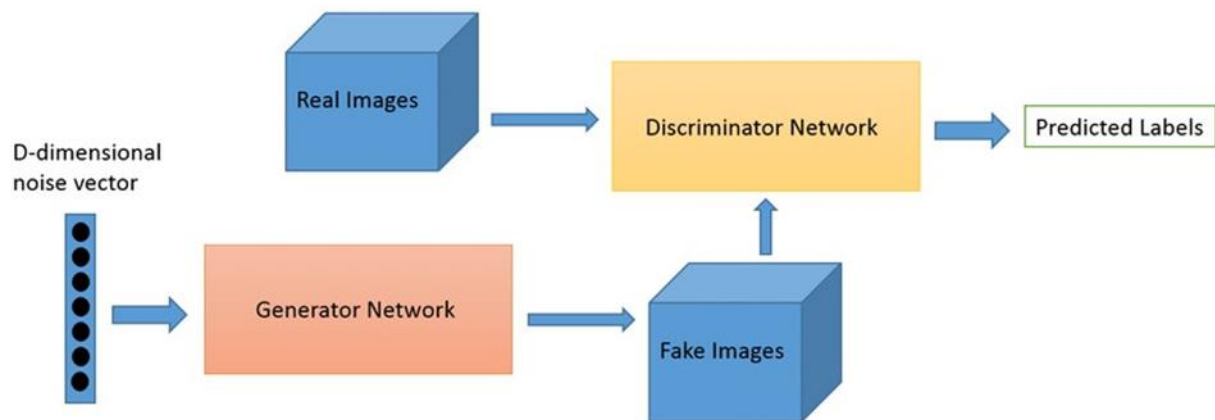 Real Images
Discriminator Network
Predicted Labels
D-dimensional
noise vector
Generator Network
Fake Images